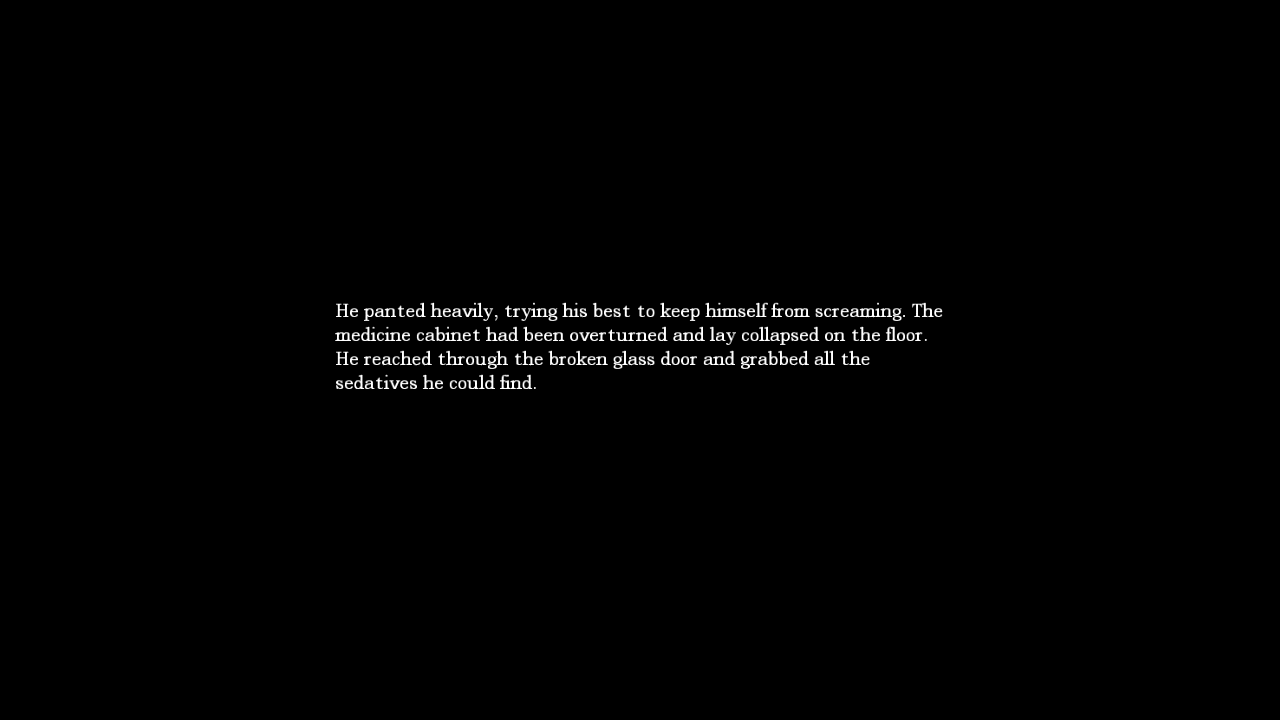 He panted heavily, trying his best to keep himself from screaming. The
medicine cabinet had been overturned and lay collapsed on the floor.
He reached through the broken glass door and grabbed all the
sedatives he could find.